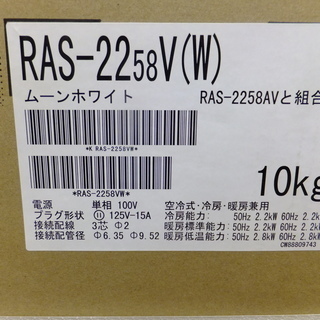 RAS-2258V(W)
ムーンホワイト RAS-2258AVと組合
*K RAS-2258VW*
*RAS-2258VW*
10kg
電源 単相 100V
プラグ形状 125V-15A
接続配線 3芯 Φ2
接続配管径 Φ6.35 Φ9.52
空冷式・冷房・暖房兼用
冷房能力: 50Hz 2.2kW 60Hz 2.2k
暖房標準能力: 50Hz 2.2kW 60Hz 2.2k
暖房低温能力: 50Hz 2.8kW 60Hz 2.8k
CW88809743